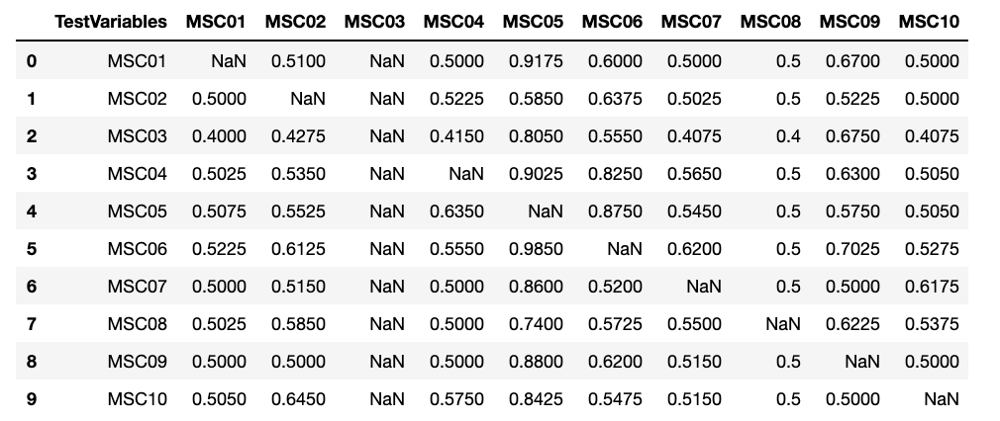 TestVariables MSC01 MSC02 MSC03 MSC04 MSC05 MSC06 MSC07 MSC08 MSC09 MSC10
0 MSC01 NaN 0.5100 NaN 0.5000 0.9175 0.6000 0.5000 0.5 0.6700 0.5000
1 MSC02 0.5000 NaN NaN 0.5225 0.5850 0.6375 0.5025 0.5 0.5225 0.5000
2 MSC03 0.4000 0.4275 NaN 0.4150 0.8050 0.5550 0.4075 0.4 0.6750 0.4075
3 MSC04 0.5025 0.5350 NaN NaN 0.9025 0.8250 0.5650 0.5 0.6300 0.5050
4 MSC05 0.5075 0.5525 NaN 0.6350 NaN 0.8750 0.5450 0.5 0.5750 0.5050
5 MSC06 0.5225 0.6125 NaN 0.5550 0.9850 NaN 0.6200 0.5 0.7025 0.5275
6 MSC07 0.5000 0.5150 NaN 0.5000 0.8600 0.5200 NaN 0.5 0.5000 0.6175
7 MSC08 0.5025 0.5850 NaN 0.5000 0.7400 0.5725 0.5500 NaN 0.6225 0.5375
8 MSC09 0.5000 0.5000 NaN 0.5000 0.8800 0.6200 0.5150 0.5 NaN 0.5000
9 MSC10 0.5050 0.6450 NaN 0.5750 0.8425 0.5475 0.5150 0.5 0.5000 NaN